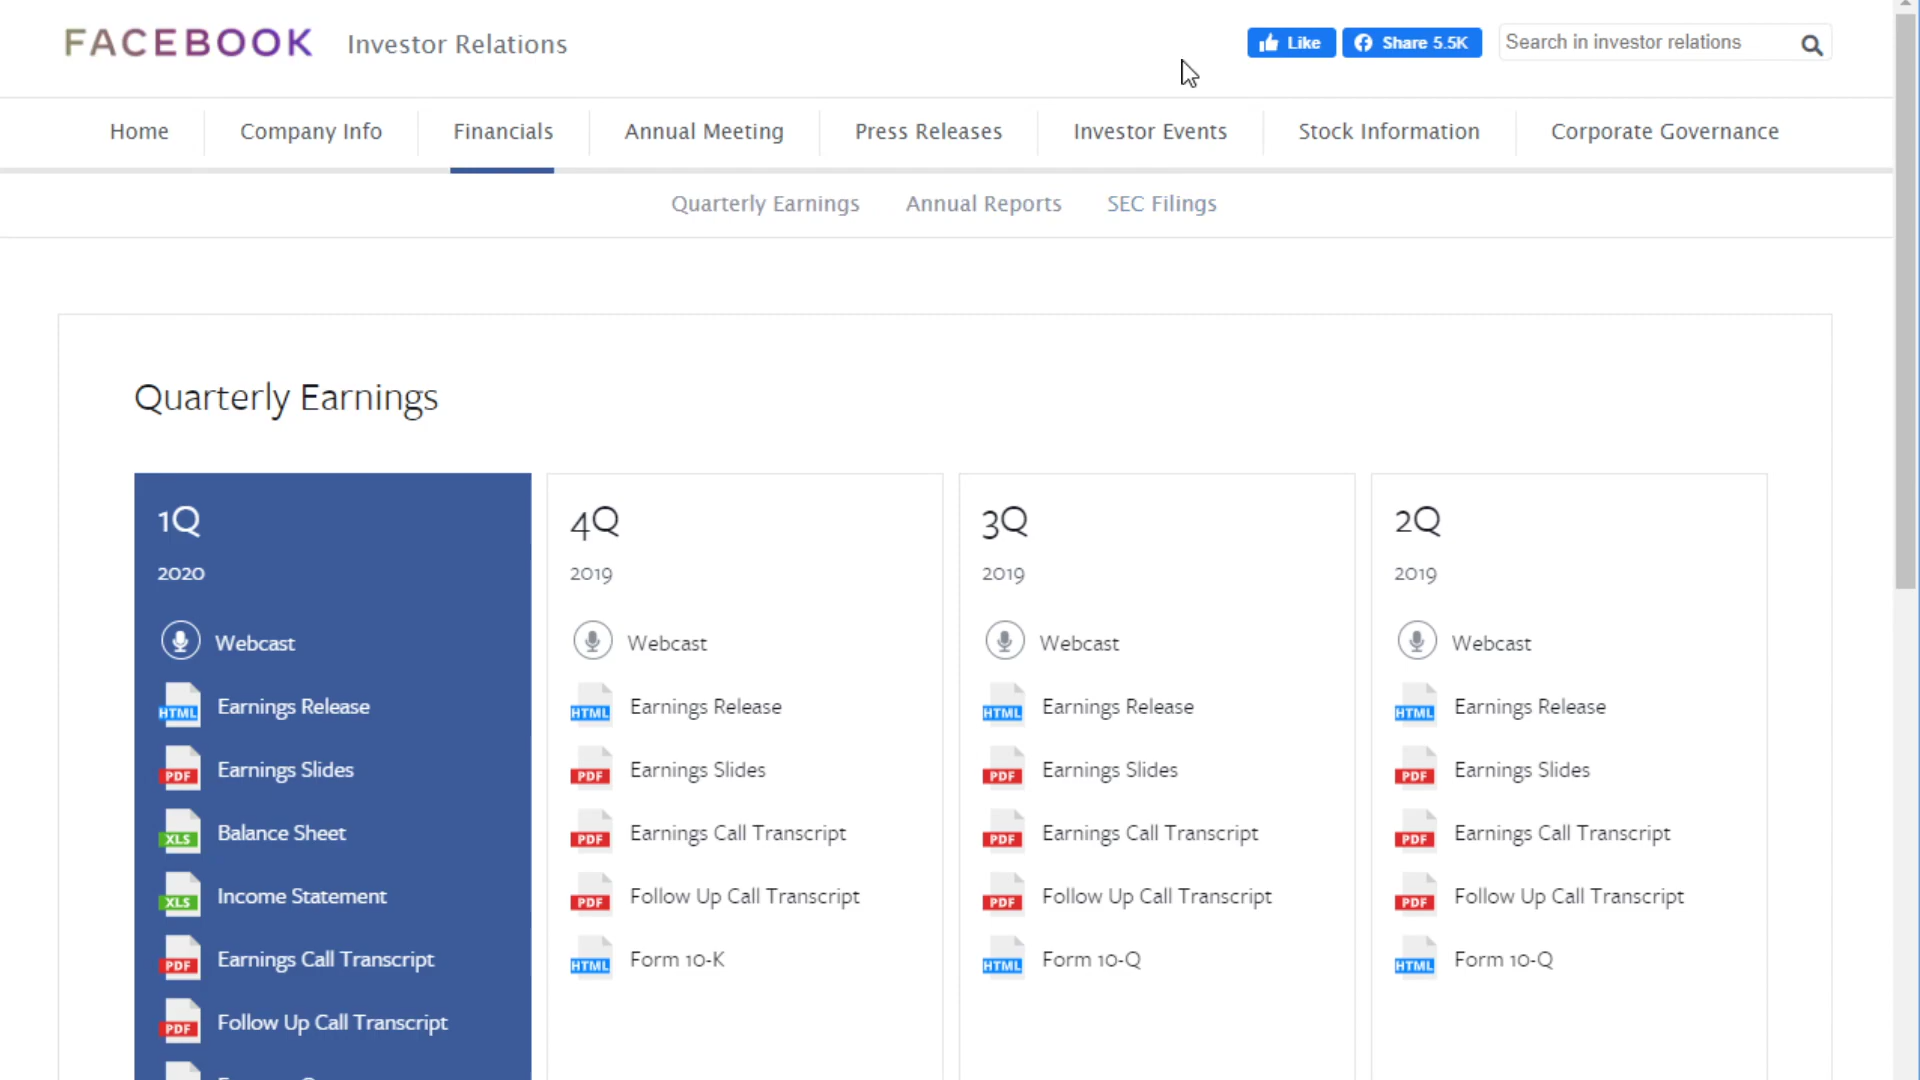 FACEBOOK Investor Relations
Like Share 5.5K Search in investor relations
Home Company Info Financials Annual Meeting Press Releases Investor Events Stock Information Corporate Governance
Quarterly Earnings Annual Reports SEC Filings
Quarterly Earnings
1Q
2020
Webcast
HTML Earnings Release
PDF Earnings Slides
XLS Balance Sheet
XLS Income Statement
PDF Earnings Call Transcript
PDF Follow Up Call Transcript
4Q
2019
Webcast
HTML Earnings Release
PDF Earnings Slides
PDF Earnings Call Transcript
PDF Follow Up Call Transcript
HTML Form 10-K
3Q
2019
Webcast
HTML Earnings Release
PDF Earnings Slides
PDF Earnings Call Transcript
PDF Follow Up Call Transcript
HTML Form 10-Q
2Q
2019
Webcast
HTML Earnings Release
PDF Earnings Slides
PDF Earnings Call Transcript
PDF Follow Up Call Transcript
HTML Form 10-Q